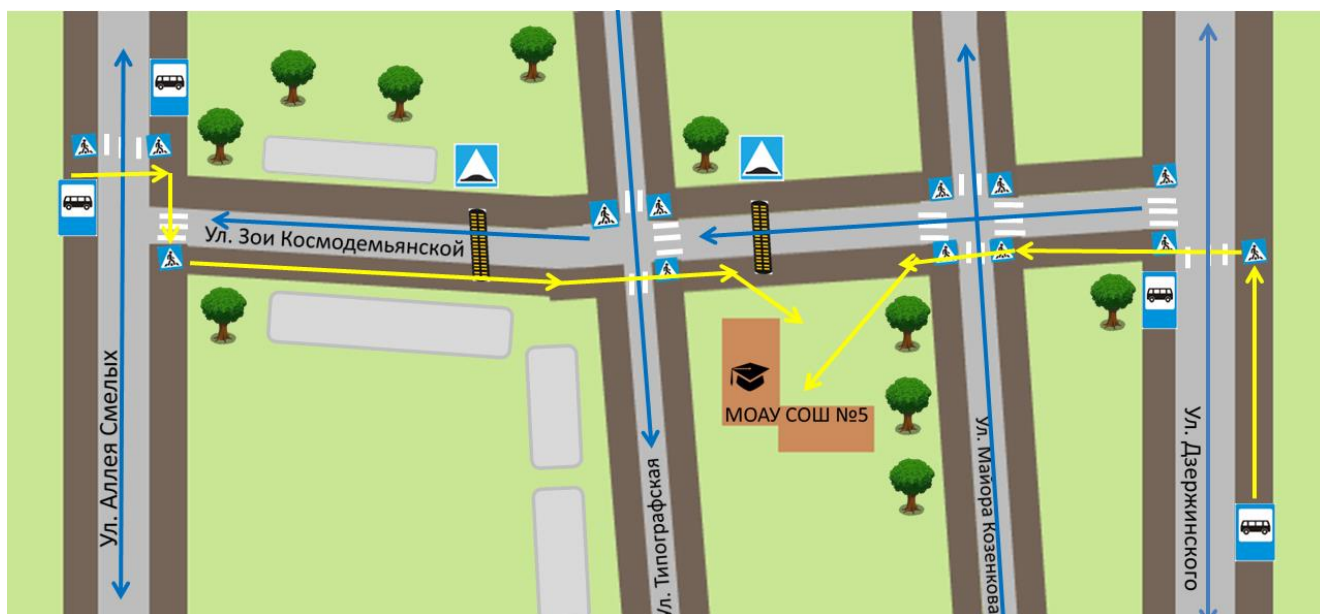 Ул. Зои Космодемьянской
МОАУ СОШ №5
Ул. Аллея Смелых
Ул. Типографская
Ул. Майора Козенкова
Ул. Дзержинского